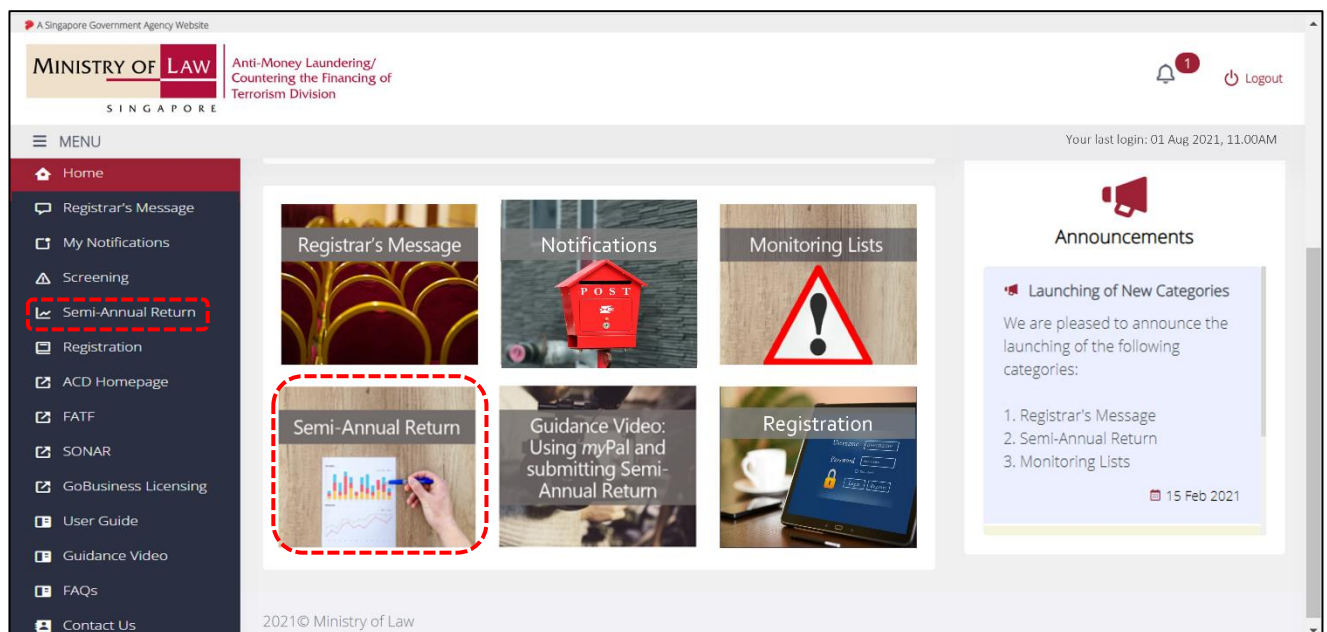 A Singapore Government Agency Website
MINISTRY OF LAW
SINGAPORE
Anti-Money Laundering/
Countering the Financing of
Terrorism Division
1
Logout
MENU
Your last login: 01 Aug 2021, 11.00AM
Home
Registrar's Message
My Notifications
Screening
Semi-Annual Return
Registration
ACD Homepage
FATF
SONAR
GoBusiness Licensing
User Guide
Guidance Video
FAQs
Contact Us
Registrar's Message
Notifications
POST
Monitoring Lists
Semi-Annual Return
Guidance Video:
Using myPal and
submitting Semi-
Annual Return
Registration
Username
Password
Announcements
Launching of New Categories
We are pleased to announce the
launching of the following
categories:
1. Registrar's Message
2. Semi-Annual Return
3. Monitoring Lists
15 Feb 2021
2021© Ministry of Law